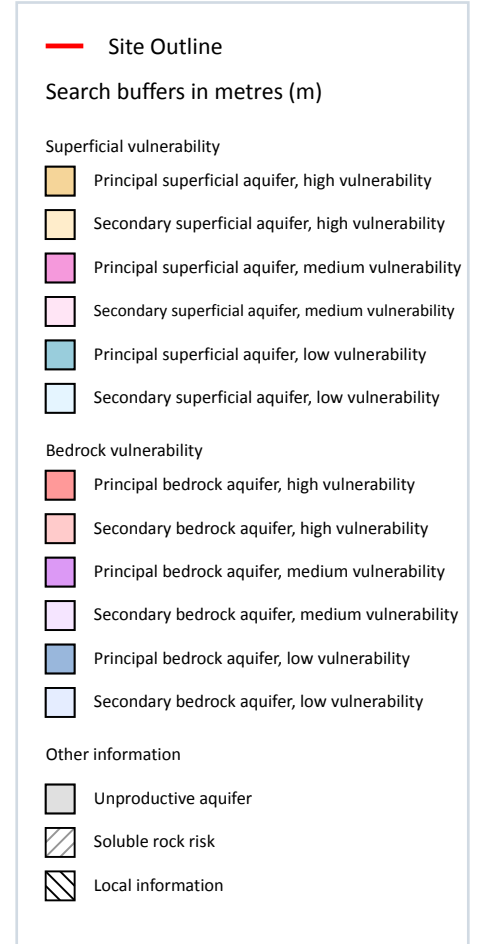 Site Outline
Search buffers in metres (m)
Superficial vulnerability
Principal superficial aquifer, high vulnerability
Secondary superficial aquifer, high vulnerability
Principal superficial aquifer, medium vulnerability
Secondary superficial aquifer, medium vulnerability
Principal superficial aquifer, low vulnerability
Secondary superficial aquifer, low vulnerability
Bedrock vulnerability
Principal bedrock aquifer, high vulnerability
Secondary bedrock aquifer, high vulnerability
Principal bedrock aquifer, medium vulnerability
Secondary bedrock aquifer, medium vulnerability
Principal bedrock aquifer, low vulnerability
Secondary bedrock aquifer, low vulnerability
Other information
Unproductive aquifer
Soluble rock risk
Local information